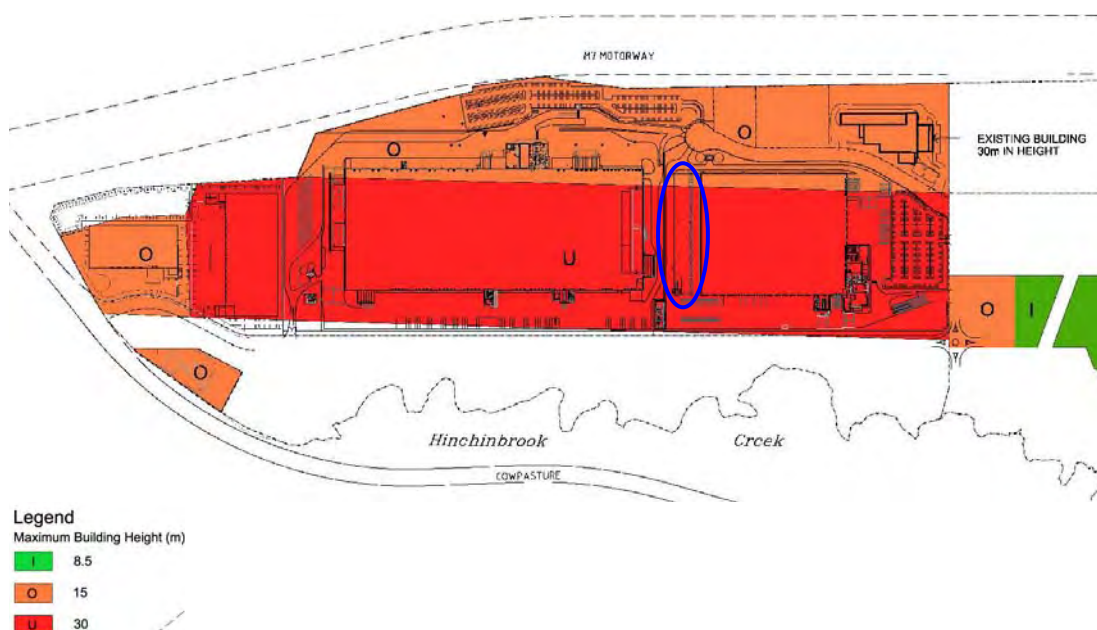 M7 MOTORWAY
O
EXISTING BUILDING
30m IN HEIGHT
O
O
U
O
I
O
Hinchinbrook Creek
COWPASTURE
Legend
Maximum Building Height (m)
I 8.5
O 15
U 30